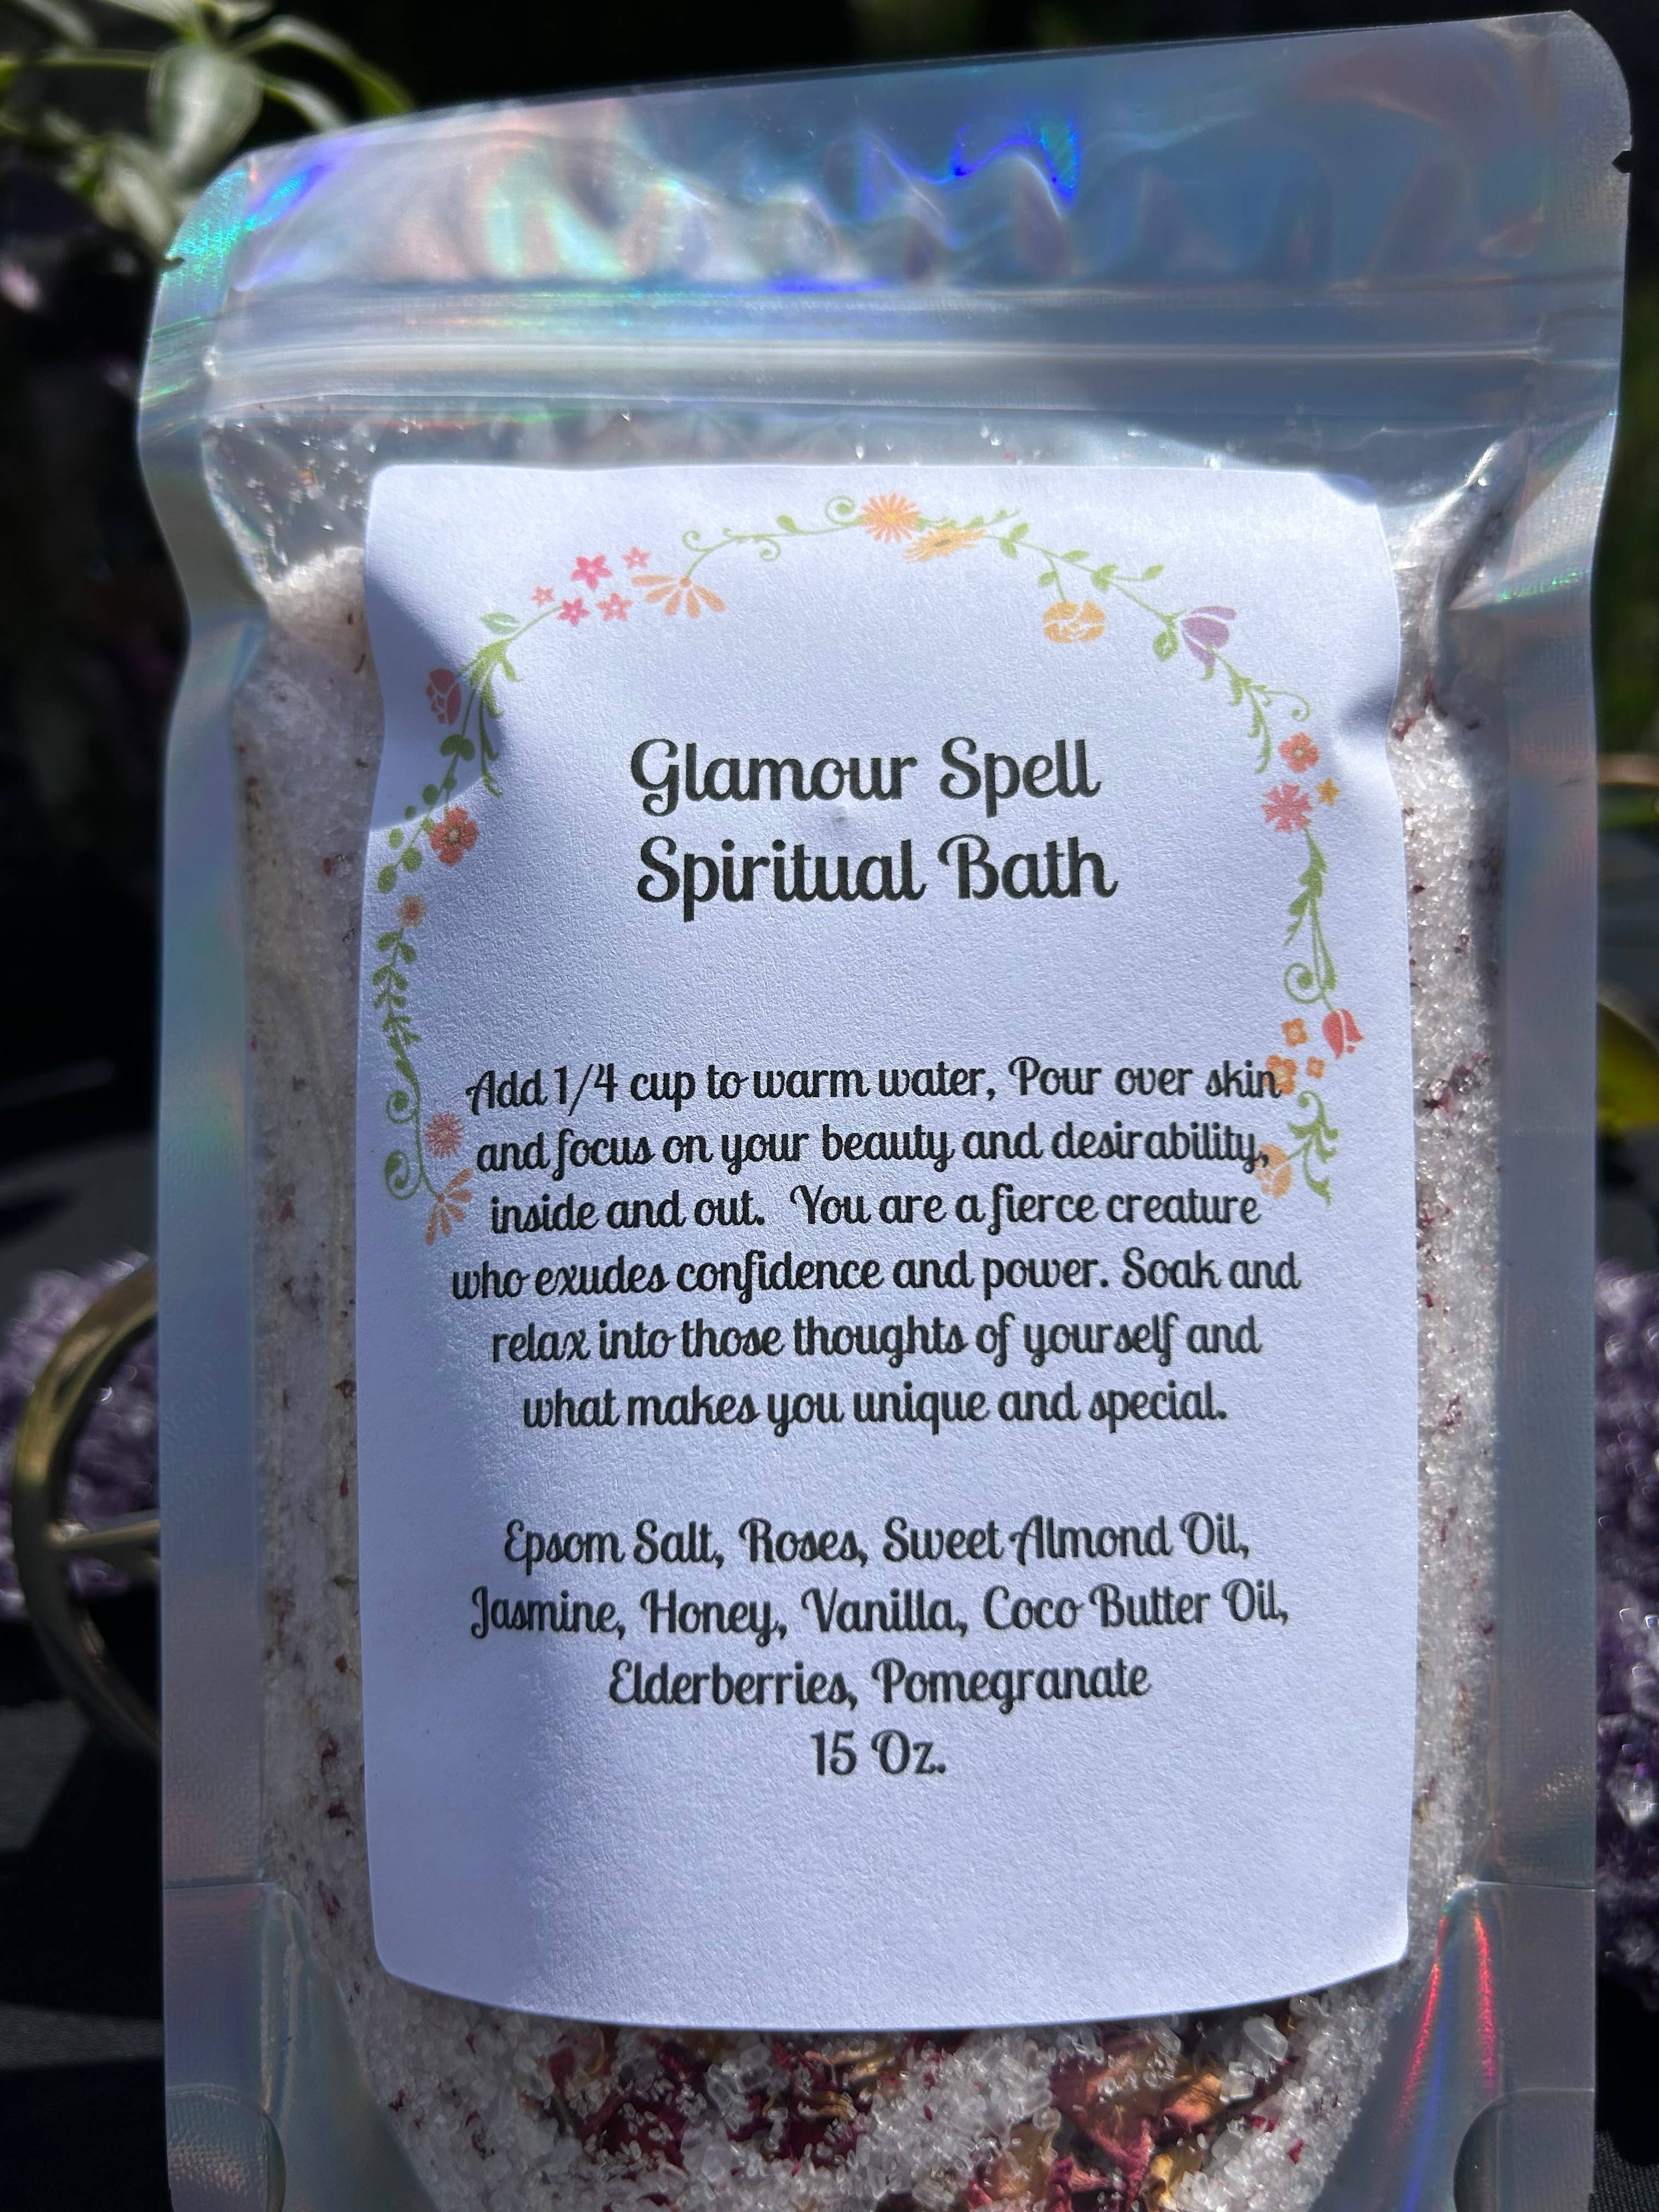 Glamour Spell
Spiritual Bath
Add 1/4 cup to warm water, Pour over skin
and focus on your beauty and desirability,
inside and out. You are a fierce creature
who exudes confidence and power. Soak and
relax into those thoughts of yourself and
what makes you unique and special.
Epsom Salt, Roses, Sweet Almond Oil,
Jasmine, Honey, Vanilla, Coco Butter Oil,
Elderberries, Pomegranate
15 Oz.